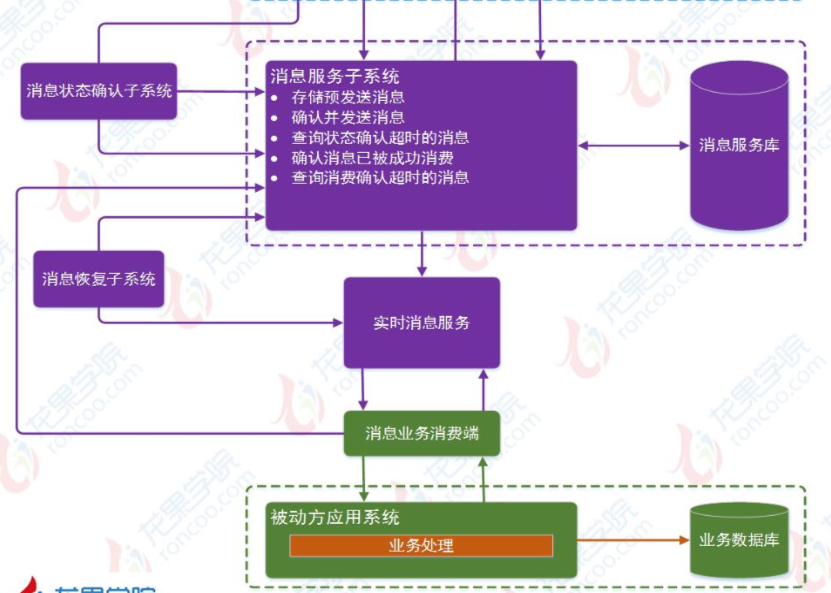 消息状态确认子系统
消息服务子系统
• 存储预发送消息
• 确认并发送消息
• 查询状态确认超时的消息
• 确认消息已被成功消费
• 查询消费确认超时的消息
消息服务库
消息恢复子系统
实时消息服务
消息业务消费端
被动方应用系统
业务处理
业务数据库
龙果学院
roncoo.com